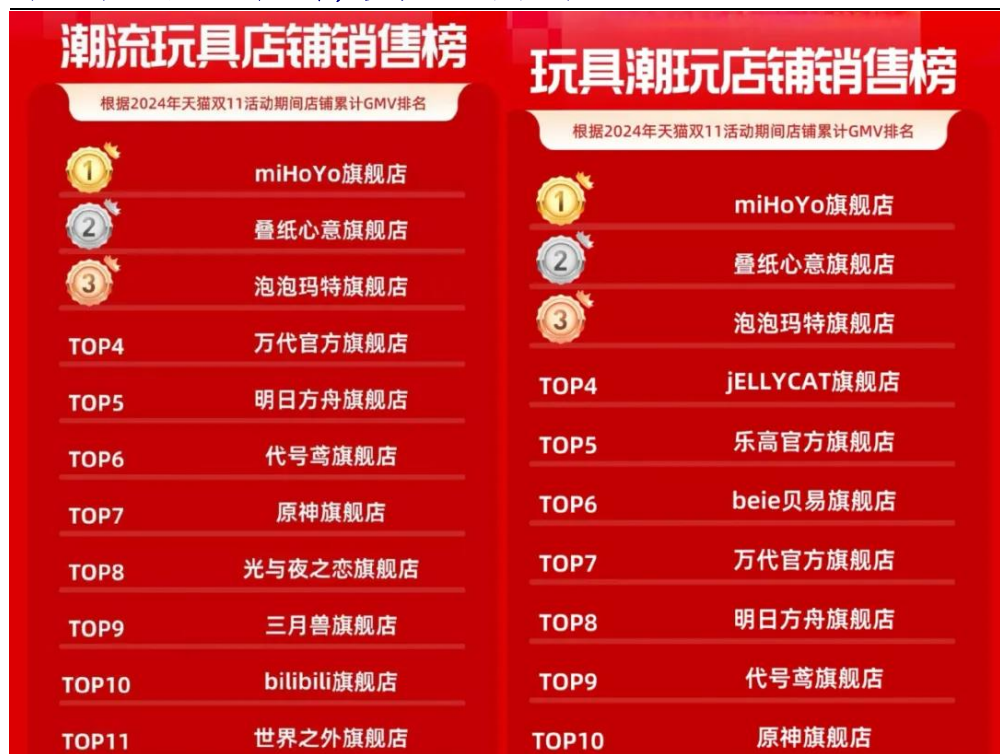 潮流玩具店铺销售榜
根据2024年天猫双11活动期间店铺累计GMV排名
1 miHoYo旗舰店
2 叠纸心意旗舰店
3 泡泡玛特旗舰店
TOP4 万代官方旗舰店
TOP5 明日方舟旗舰店
TOP6 代号鸢旗舰店
TOP7 原神旗舰店
TOP8 光与夜之恋旗舰店
TOP9 三月兽旗舰店
TOP10 bilibili旗舰店
TOP11 世界之外旗舰店
玩具潮玩店铺销售榜
根据2024年天猫双11活动期间店铺累计GMV排名
1 miHoYo旗舰店
2 叠纸心意旗舰店
3 泡泡玛特旗舰店
TOP4 jELLYCAT旗舰店
TOP5 乐高官方旗舰店
TOP6 beie贝易旗舰店
TOP7 万代官方旗舰店
TOP8 明日方舟旗舰店
TOP9 代号鸢旗舰店
TOP10 原神旗舰店